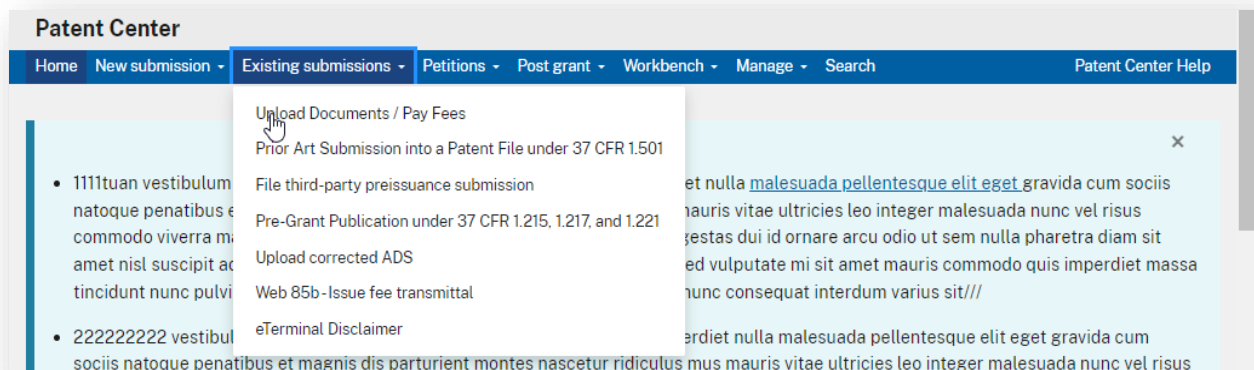 Patent Center
Home New submission Existing submissions Petitions Post grant Workbench Manage Search Patent Center Help
Upload Documents / Pay Fees
Prior Art Submission into a Patent File under 37 CFR 1.501
File third-party preissuance submission
Pre-Grant Publication under 37 CFR 1.215, 1.217, and 1.221
Upload corrected ADS
Web 85b - Issue fee transmittal
eTerminal Disclaimer
• 1111tuan vestibulum et nulla malesuada pellentesque elit eget gravida cum sociis
natoque penatibus mauris vitae ultricies leo integer malesuada nunc vel risus
commodo viverra dui id ornare arcu odio ut sem nulla pharetra diam sit
amet nisl suscipit vulputate mi sit amet mauris commodo quis imperdiet massa
tincidunt nunc nunc consequat interdum varius sit///
• 222222222 nulla malesuada pellentesque elit eget gravida cum
sociis natoque penatibus et magnis dis parturient montes nascetur ridiculus mus mauris vitae ultricies leo integer malesuada nunc vel risus